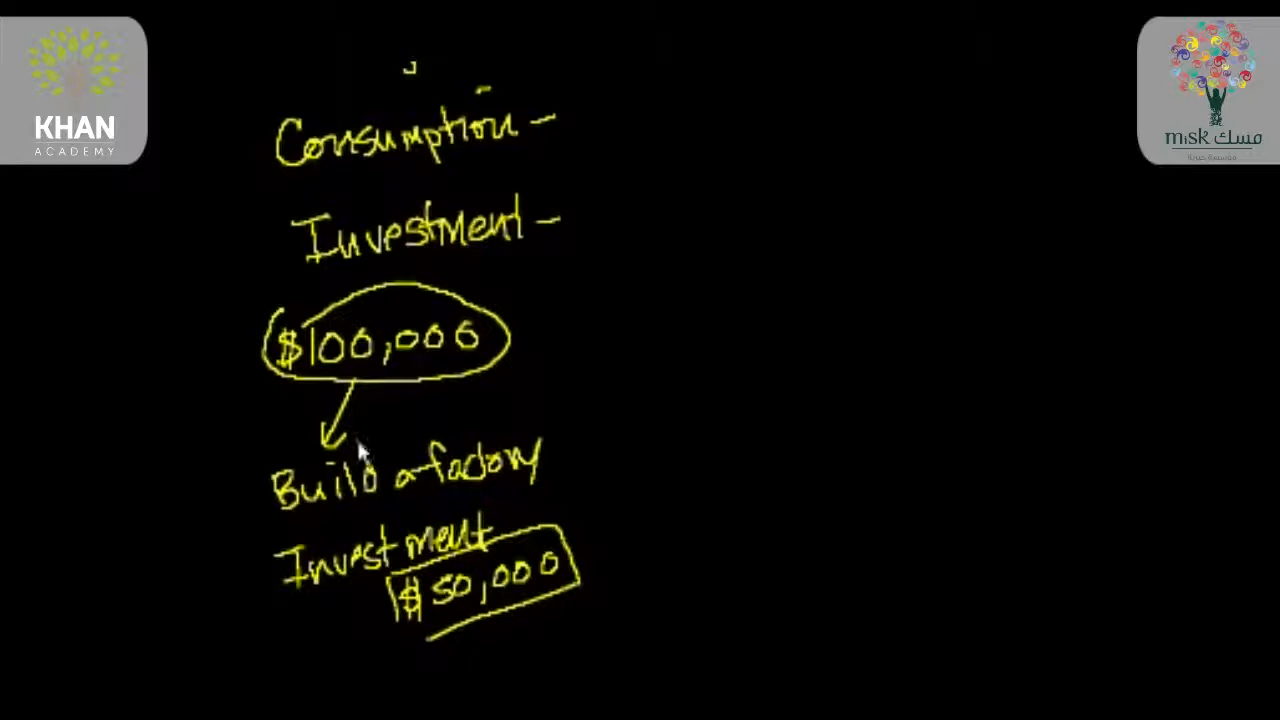 KHAN
ACADEMY
misk مسك
Consumption -
Investment -
$100,000
Build a factory
Investment
$50,000